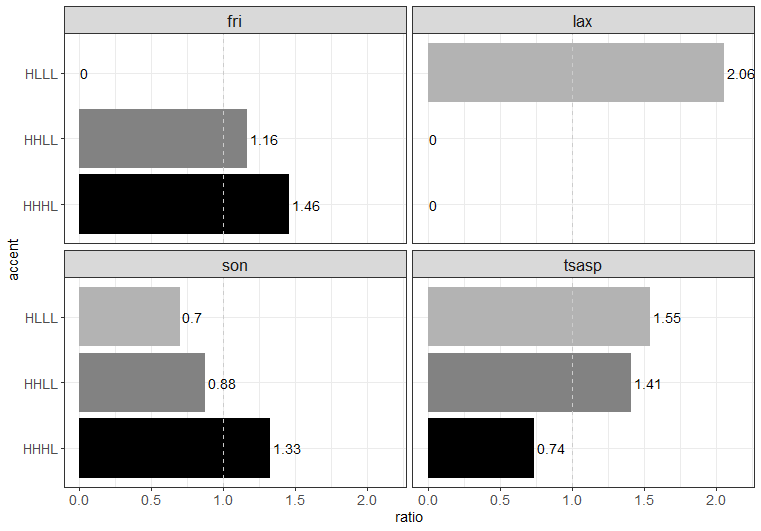 fri
lax
HLLL
0
2.06
HHLL
1.16
0
HHHL
1.46
0
accent
son
tsasp
HLLL
0.7
1.55
HHLL
0.88
1.41
HHHL
1.33
0.74
0.0 0.5 1.0 1.5 2.0
0.0 0.5 1.0 1.5 2.0
ratio